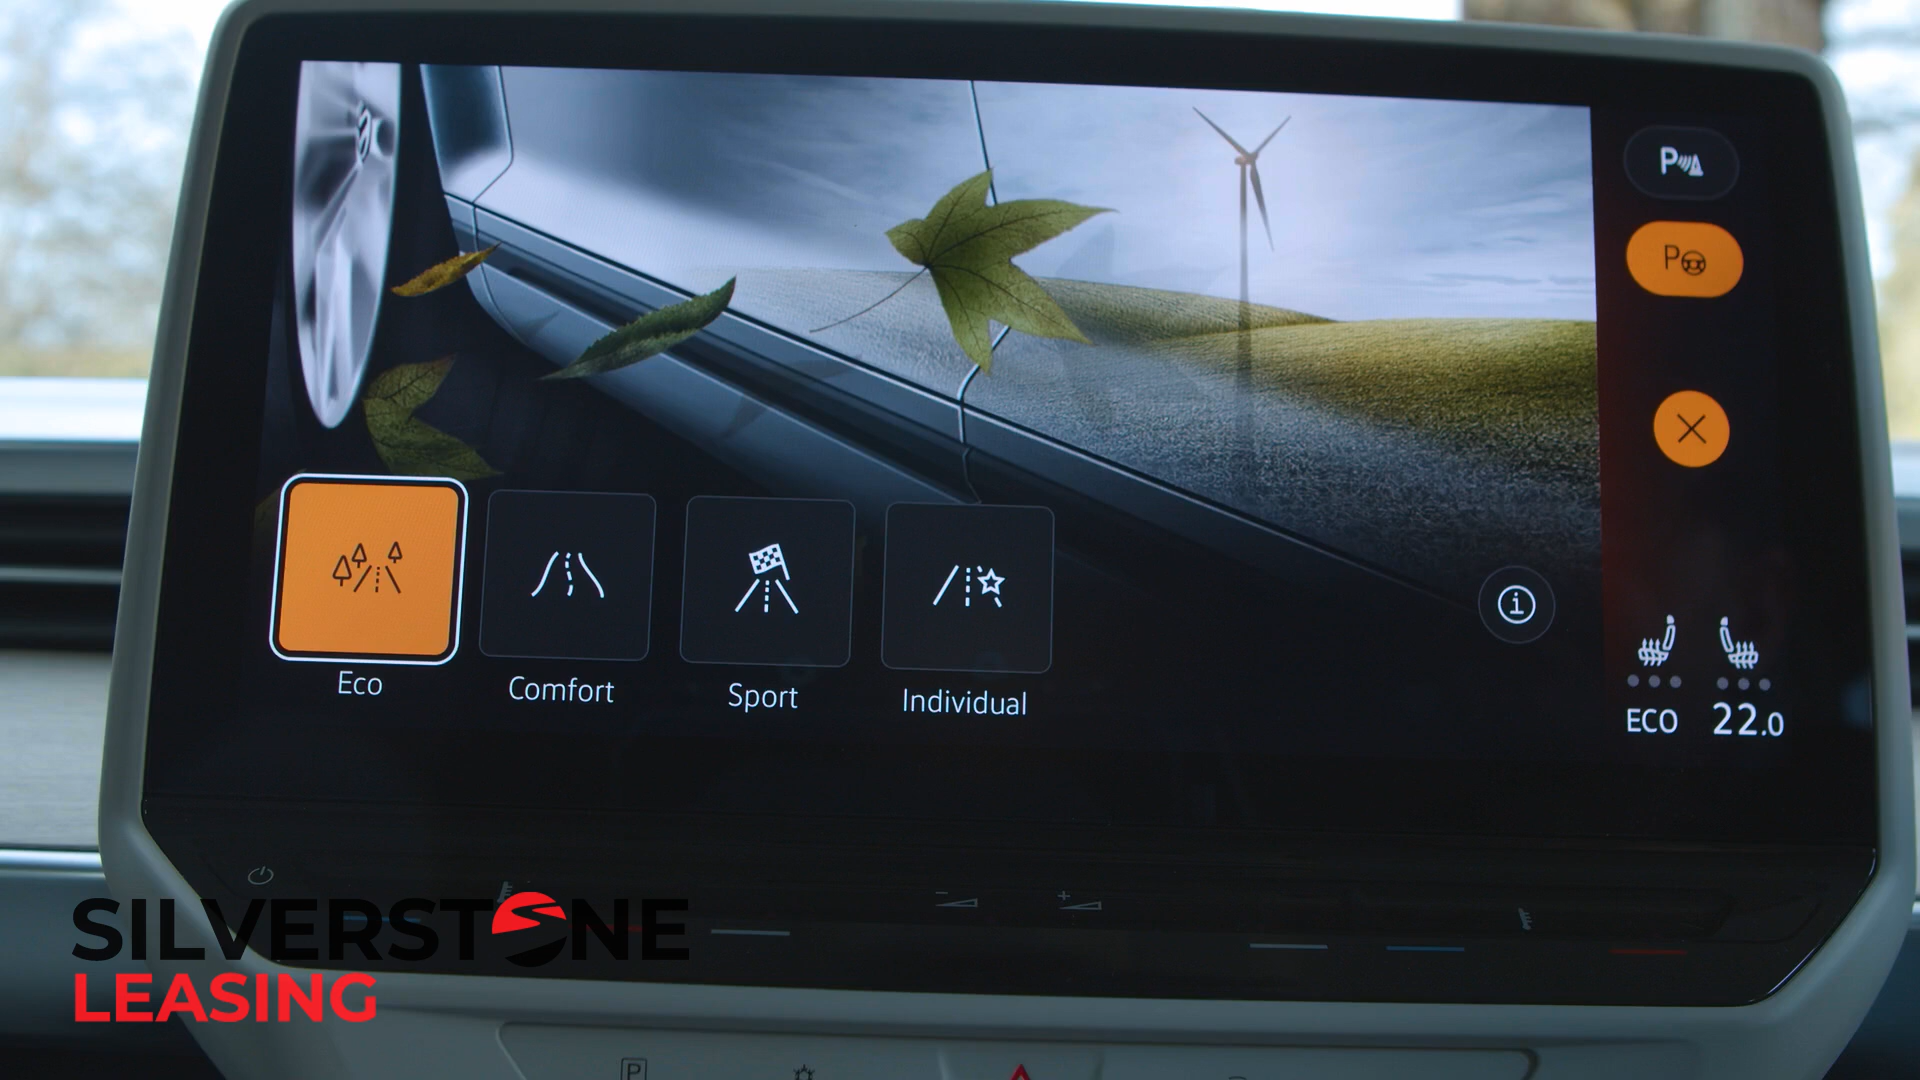 P
P
Eco
Comfort
Sport
Individual
i
ECO
22.0
SILVERSTONE
LEASING
P